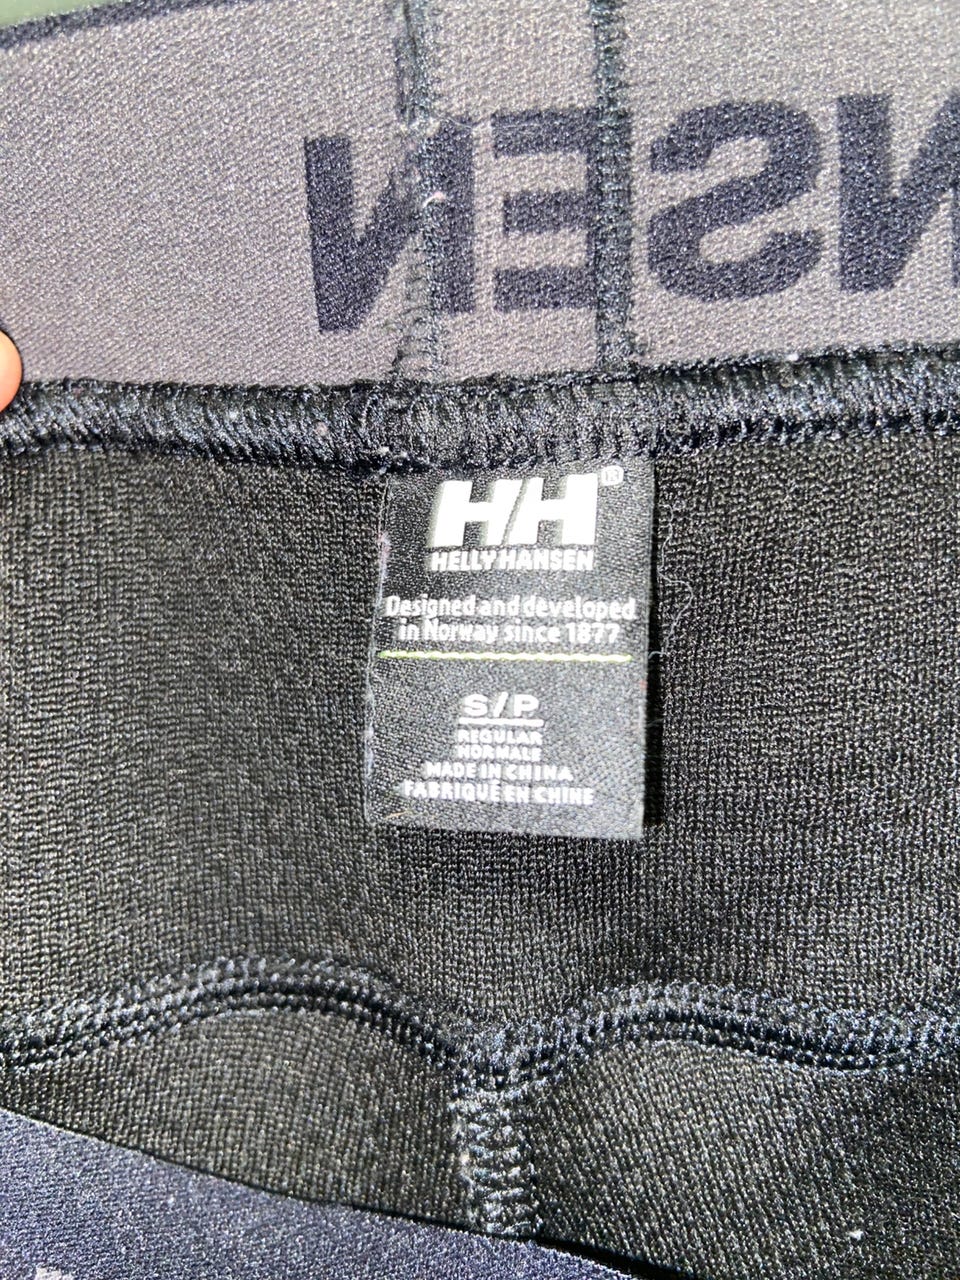 NSEN
HH®
HELLY HANSEN
Designed and developed
in Norway since 1877
S/P
REGULAR
NORMALE
MADE IN CHINA
FABRIQUÉ EN CHINE